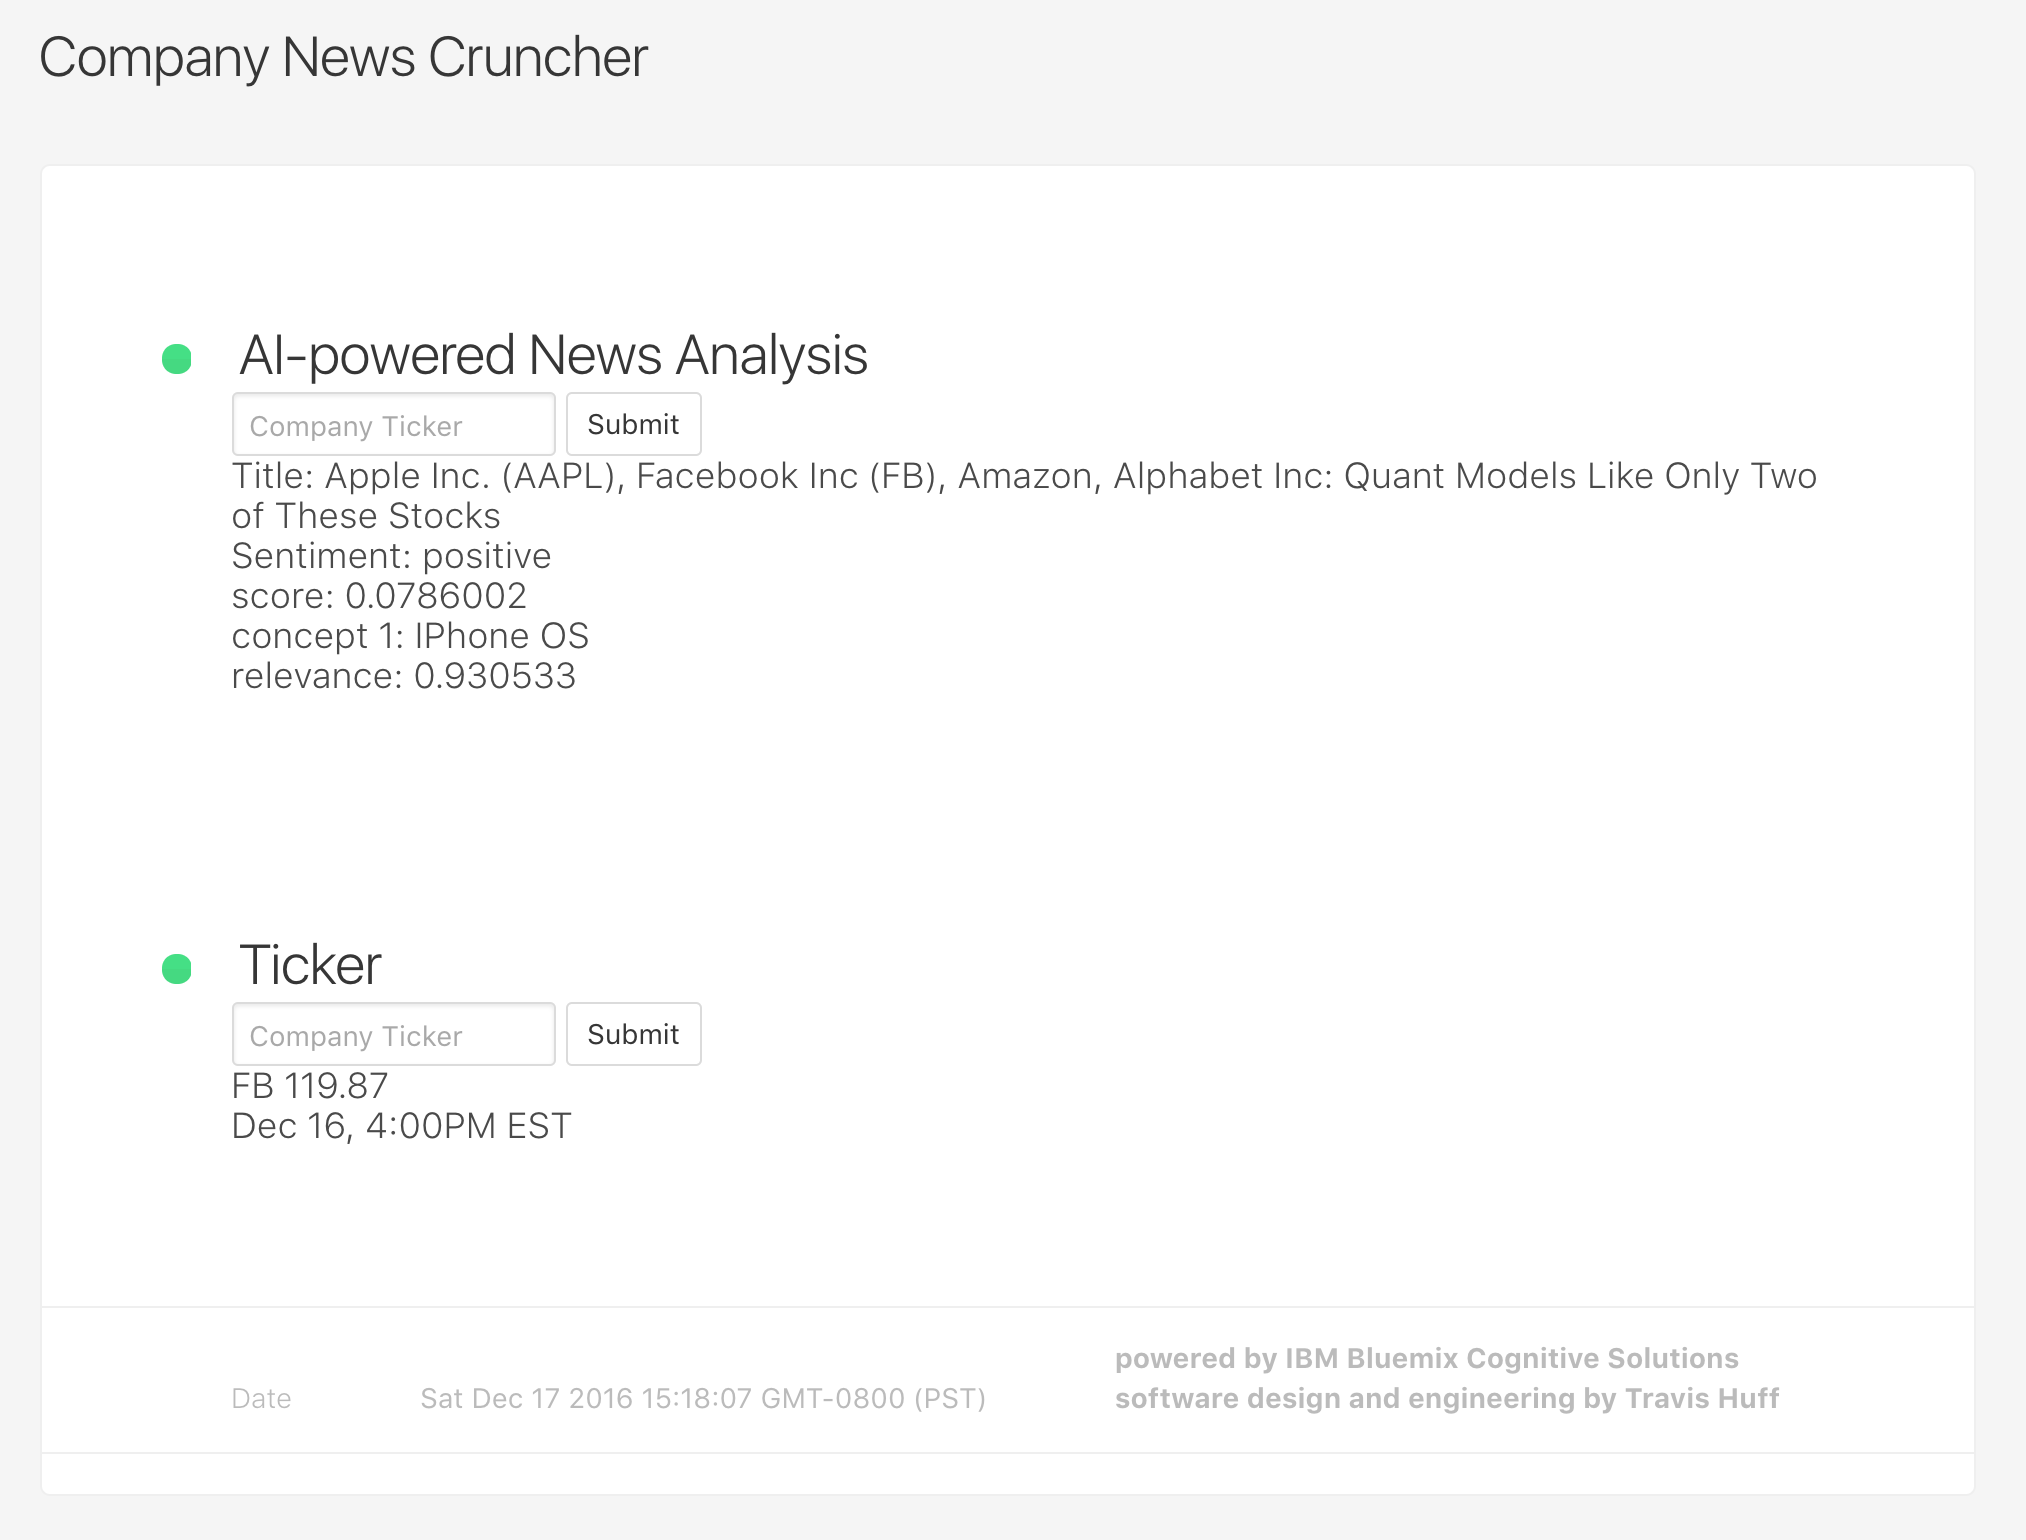 Company News Cruncher
AI-powered News Analysis
Company Ticker
Submit
Title: Apple Inc. (AAPL), Facebook Inc (FB), Amazon, Alphabet Inc: Quant Models Like Only Two
of These Stocks
Sentiment: positive
score: 0.0786002
concept 1: IPhone OS
relevance: 0.930533
Ticker
Company Ticker
Submit
FB 119.87
Dec 16, 4:00PM EST
powered by IBM Bluemix Cognitive Solutions
Date Sat Dec 17 2016 15:18:07 GMT-0800 (PST) software design and engineering by Travis Huff